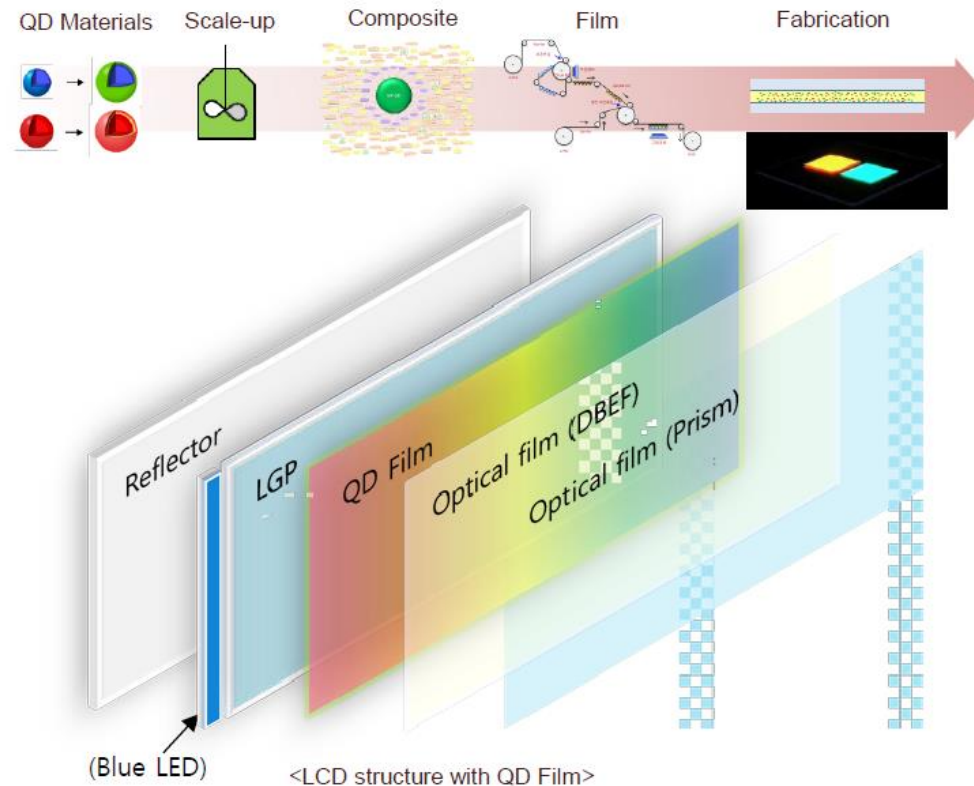 QD Materials
Scale-up
Composite
Film
Fabrication
Reflector
LGP
QD Film
Optical film (DBEF)
Optical film (Prism)
(Blue LED)
<LCD structure with QD Film>